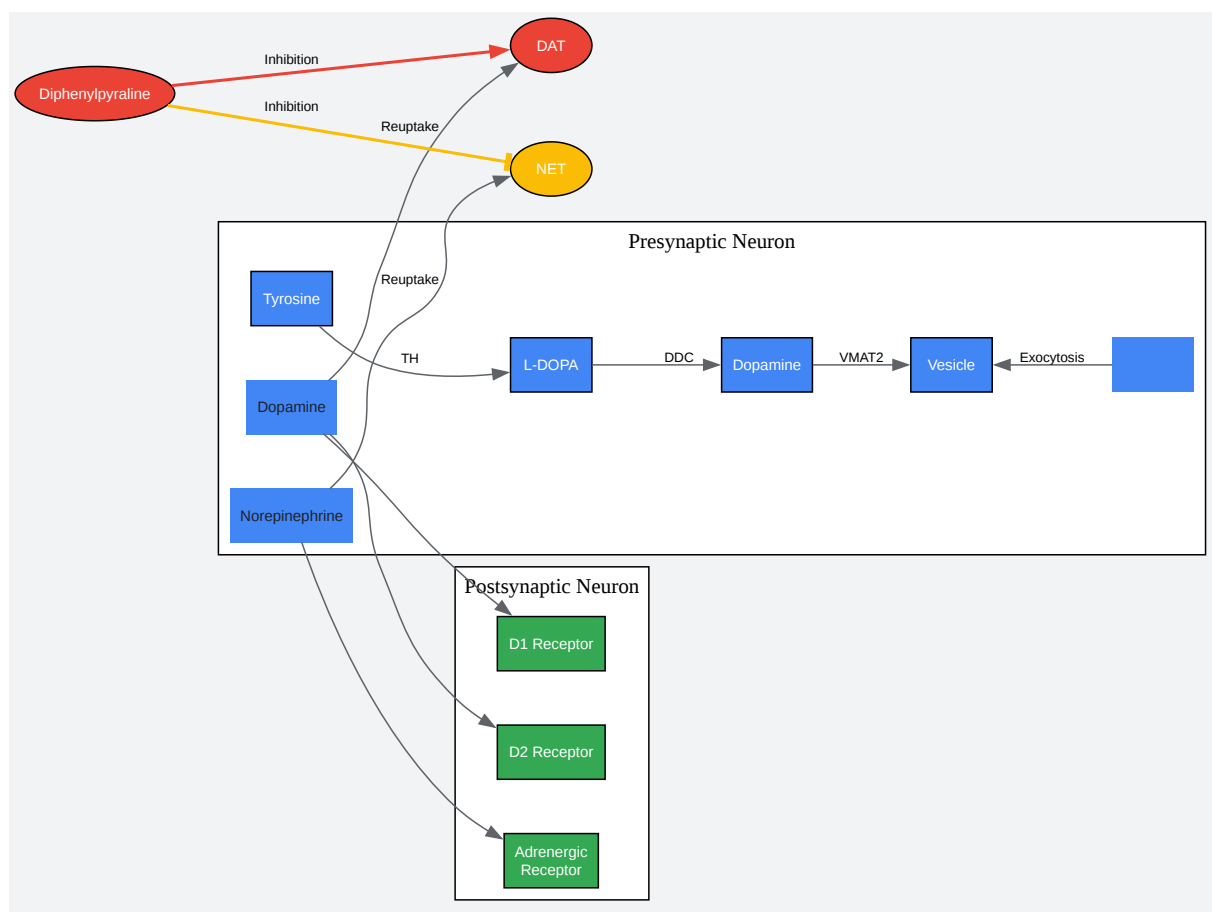 DAT
Inhibition
Diphenylpyraline
Inhibition
Reuptake
NET
Presynaptic Neuron
Reuptake
Tyrosine
TH
L-DOPA
DDC
Dopamine
VMAT2
Vesicle
Exocytosis
Dopamine
Norepinephrine
Postsynaptic Neuron
D1 Receptor
D2 Receptor
Adrenergic
Receptor